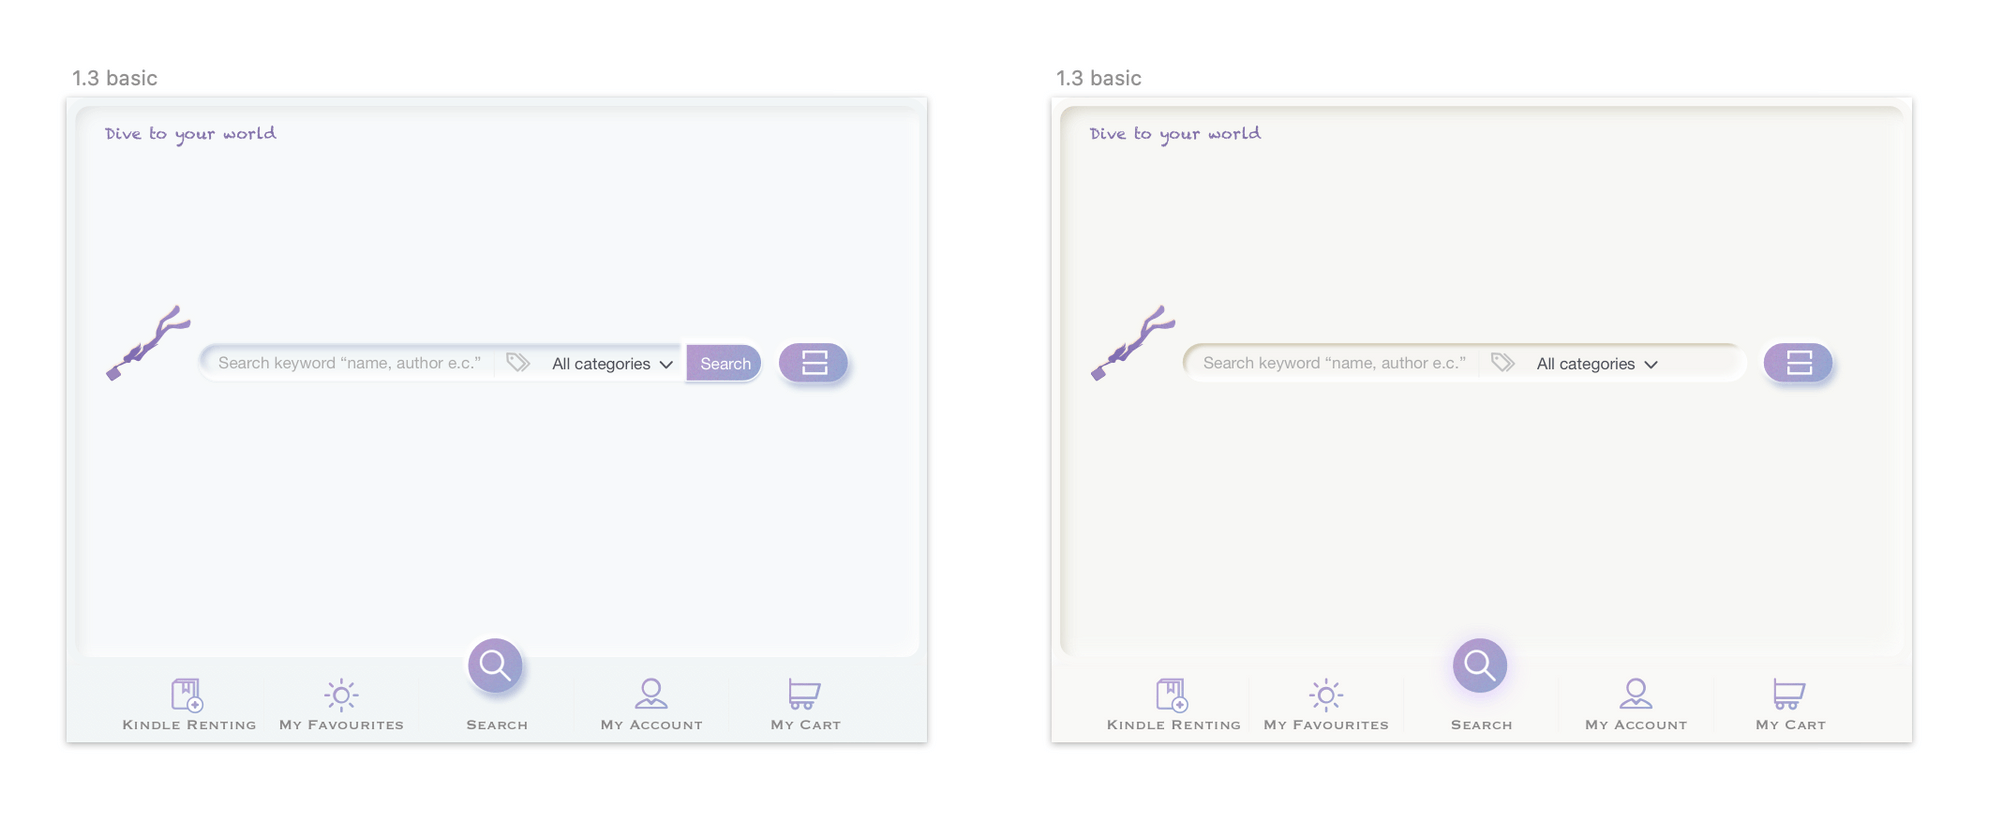 1.3 basic
Dive to your world
Search keyword “name, author e.c.”
All categories
Search
KINDLE RENTING
MY FAVOURITES
SEARCH
MY ACCOUNT
MY CART
1.3 basic
Dive to your world
Search keyword “name, author e.c.”
All categories
KINDLE RENTING
MY FAVOURITES
SEARCH
MY ACCOUNT
MY CART